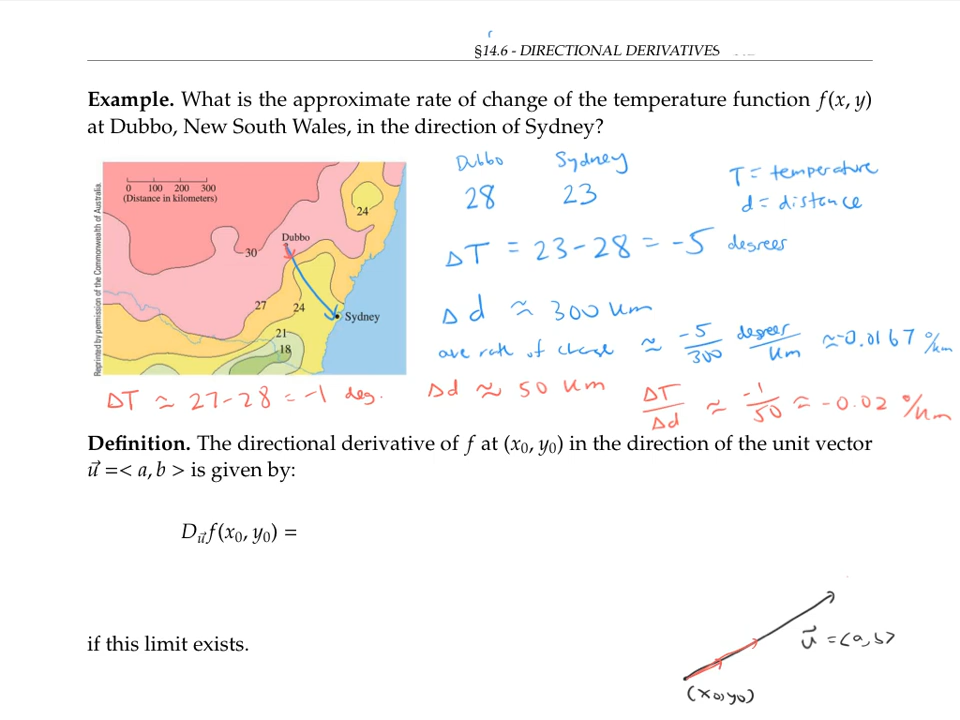 §14.6 - DIRECTIONAL DERIVATIVES
Example. What is the approximate rate of change of the temperature function f(x, y)
at Dubbo, New South Wales, in the direction of Sydney?
Reprinted by permission of the Commonwealth of Australia.
0 100 200 300
(Distance in kilometers)
24
Dubbo
30
27
24
Sydney
21
18
Dubbo Sydney
28 23
T = temperature
d = distance
ΔT = 23-28 = -5 degrees
Δd ≈ 300 km
ave rate of change ≈ -5/300 degrees/km ≈ -0.0167 °/km
ΔT ≈ 27-28 = -1 deg.
Δd ≈ 50 km
ΔT/Δd ≈ -1/50 = -0.02 °/km
Definition. The directional derivative of f at (x₀, y₀) in the direction of the unit vector
u⃗ =< a, b > is given by:
D_u⃗ f(x₀, y₀) =
if this limit exists.
u⃗ = <a, b>
(x₀, y₀)